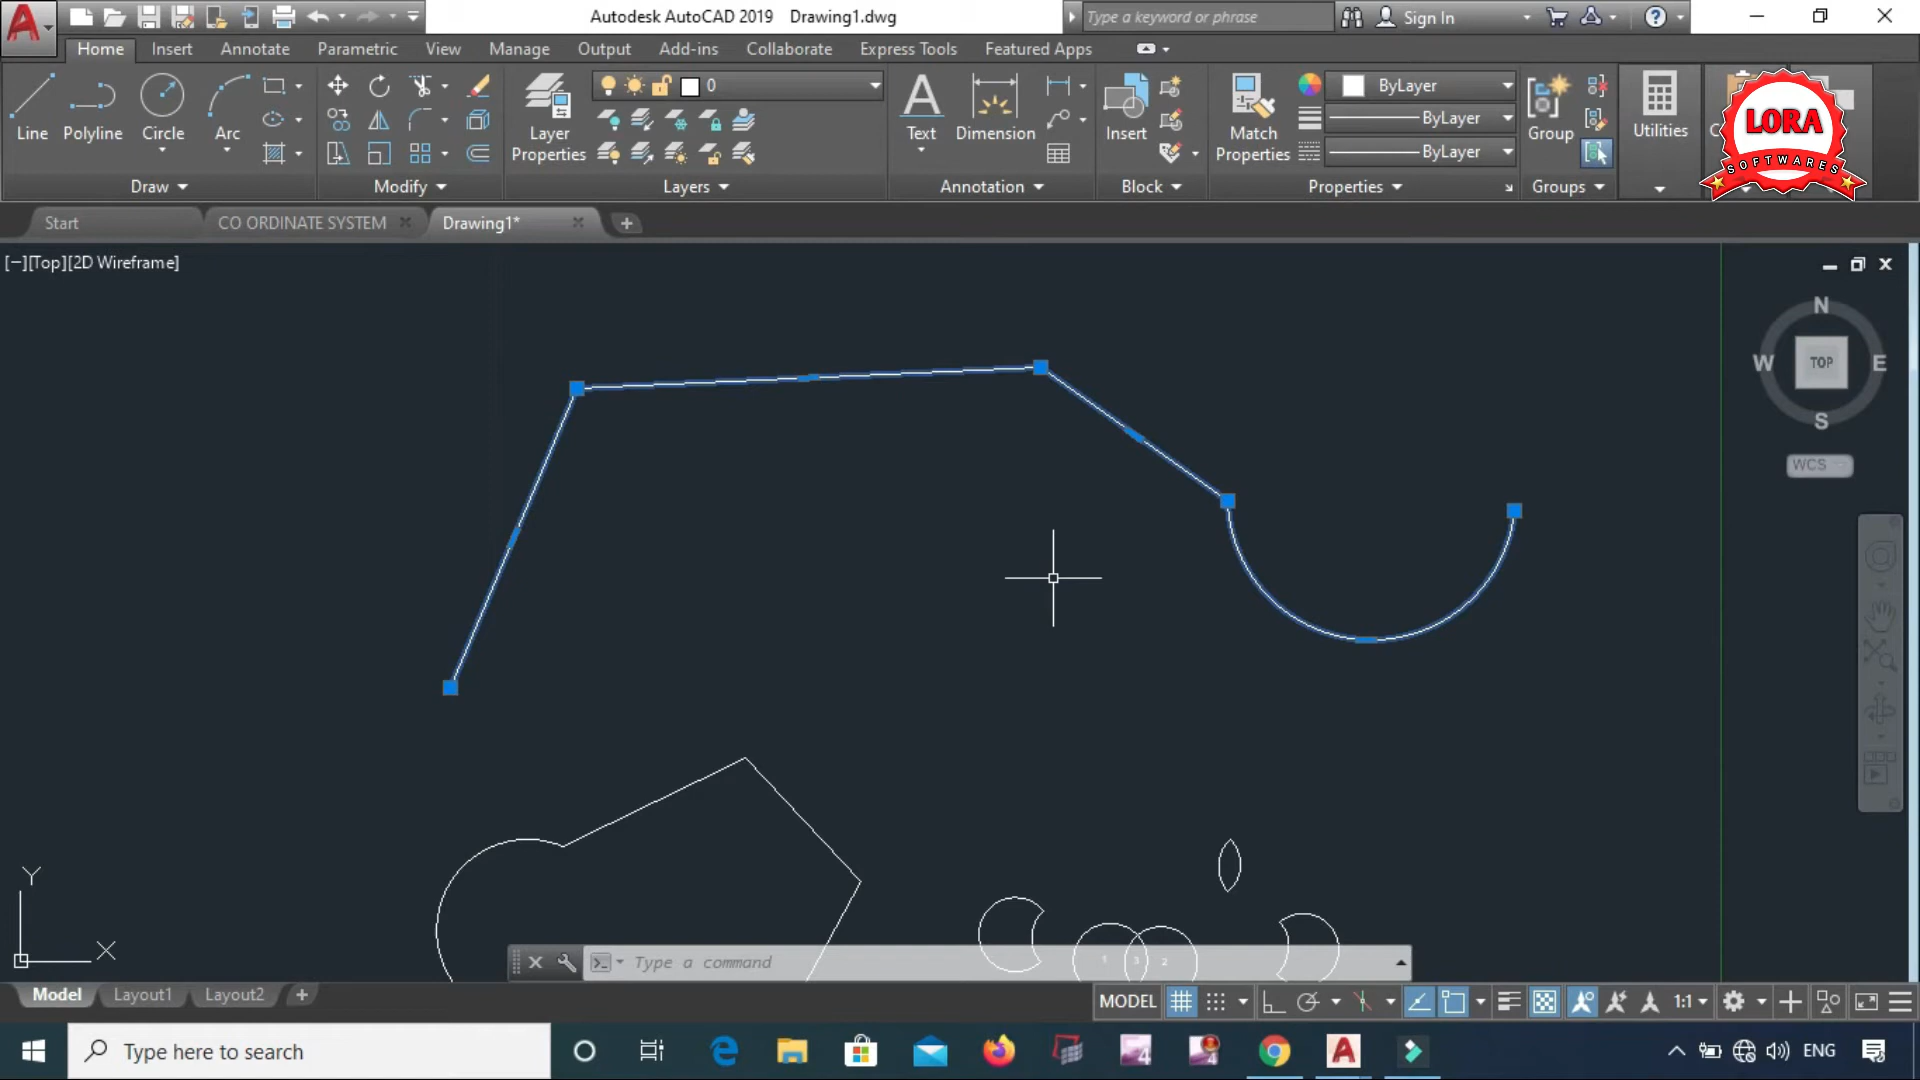 Autodesk AutoCAD 2019 Drawing1.dwg
Type a keyword or phrase
Sign In
Home Insert Annotate Parametric View Manage Output Add-ins Collaborate Express Tools Featured Apps
Line Polyline Circle Arc
Draw
Modify
Layer Properties
0
Layers
Text Dimension
Annotation
Insert
Block
Match Properties
ByLayer
ByLayer
ByLayer
Properties
Group
Groups
Utilities
LORA
SOFTWARES
Start CO ORDINATE SYSTEM Drawing1*
[−][Top][2D Wireframe]
N
W TOP E
S
WCS
Y
X
1 3 2
Type a command
Model Layout1 Layout2
MODEL 1:1
Type here to search
ENG